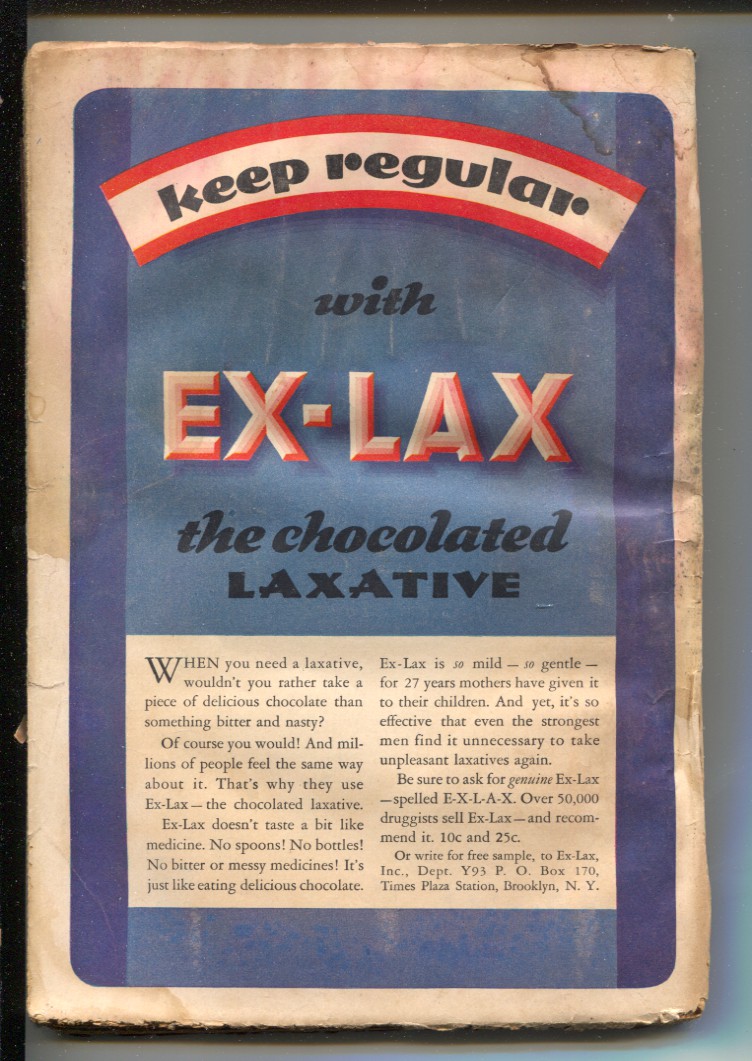 keep regular
with
EX-LAX
the chocolated
LAXATIVE
WHEN you need a laxative,
wouldn't you rather take a
piece of delicious chocolate than
something bitter and nasty?
Of course you would! And mil-
lions of people feel the same way
about it. That's why they use
Ex-Lax—the chocolated laxative.
Ex-Lax doesn't taste a bit like
medicine. No spoons! No bottles!
No bitter or messy medicines! It's
just like eating delicious chocolate.
Ex-Lax is so mild — so gentle —
for 27 years mothers have given it
to their children. And yet, it's so
effective that even the strongest
men find it unnecessary to take
unpleasant laxatives again.
Be sure to ask for genuine Ex-Lax
—spelled E-X-L-A-X. Over 50,000
druggists sell Ex-Lax—and recom-
mend it. 10c and 25c.
Or write for free sample, to Ex-Lax,
Inc., Dept. Y93 P. O. Box 170,
Times Plaza Station, Brooklyn, N. Y.